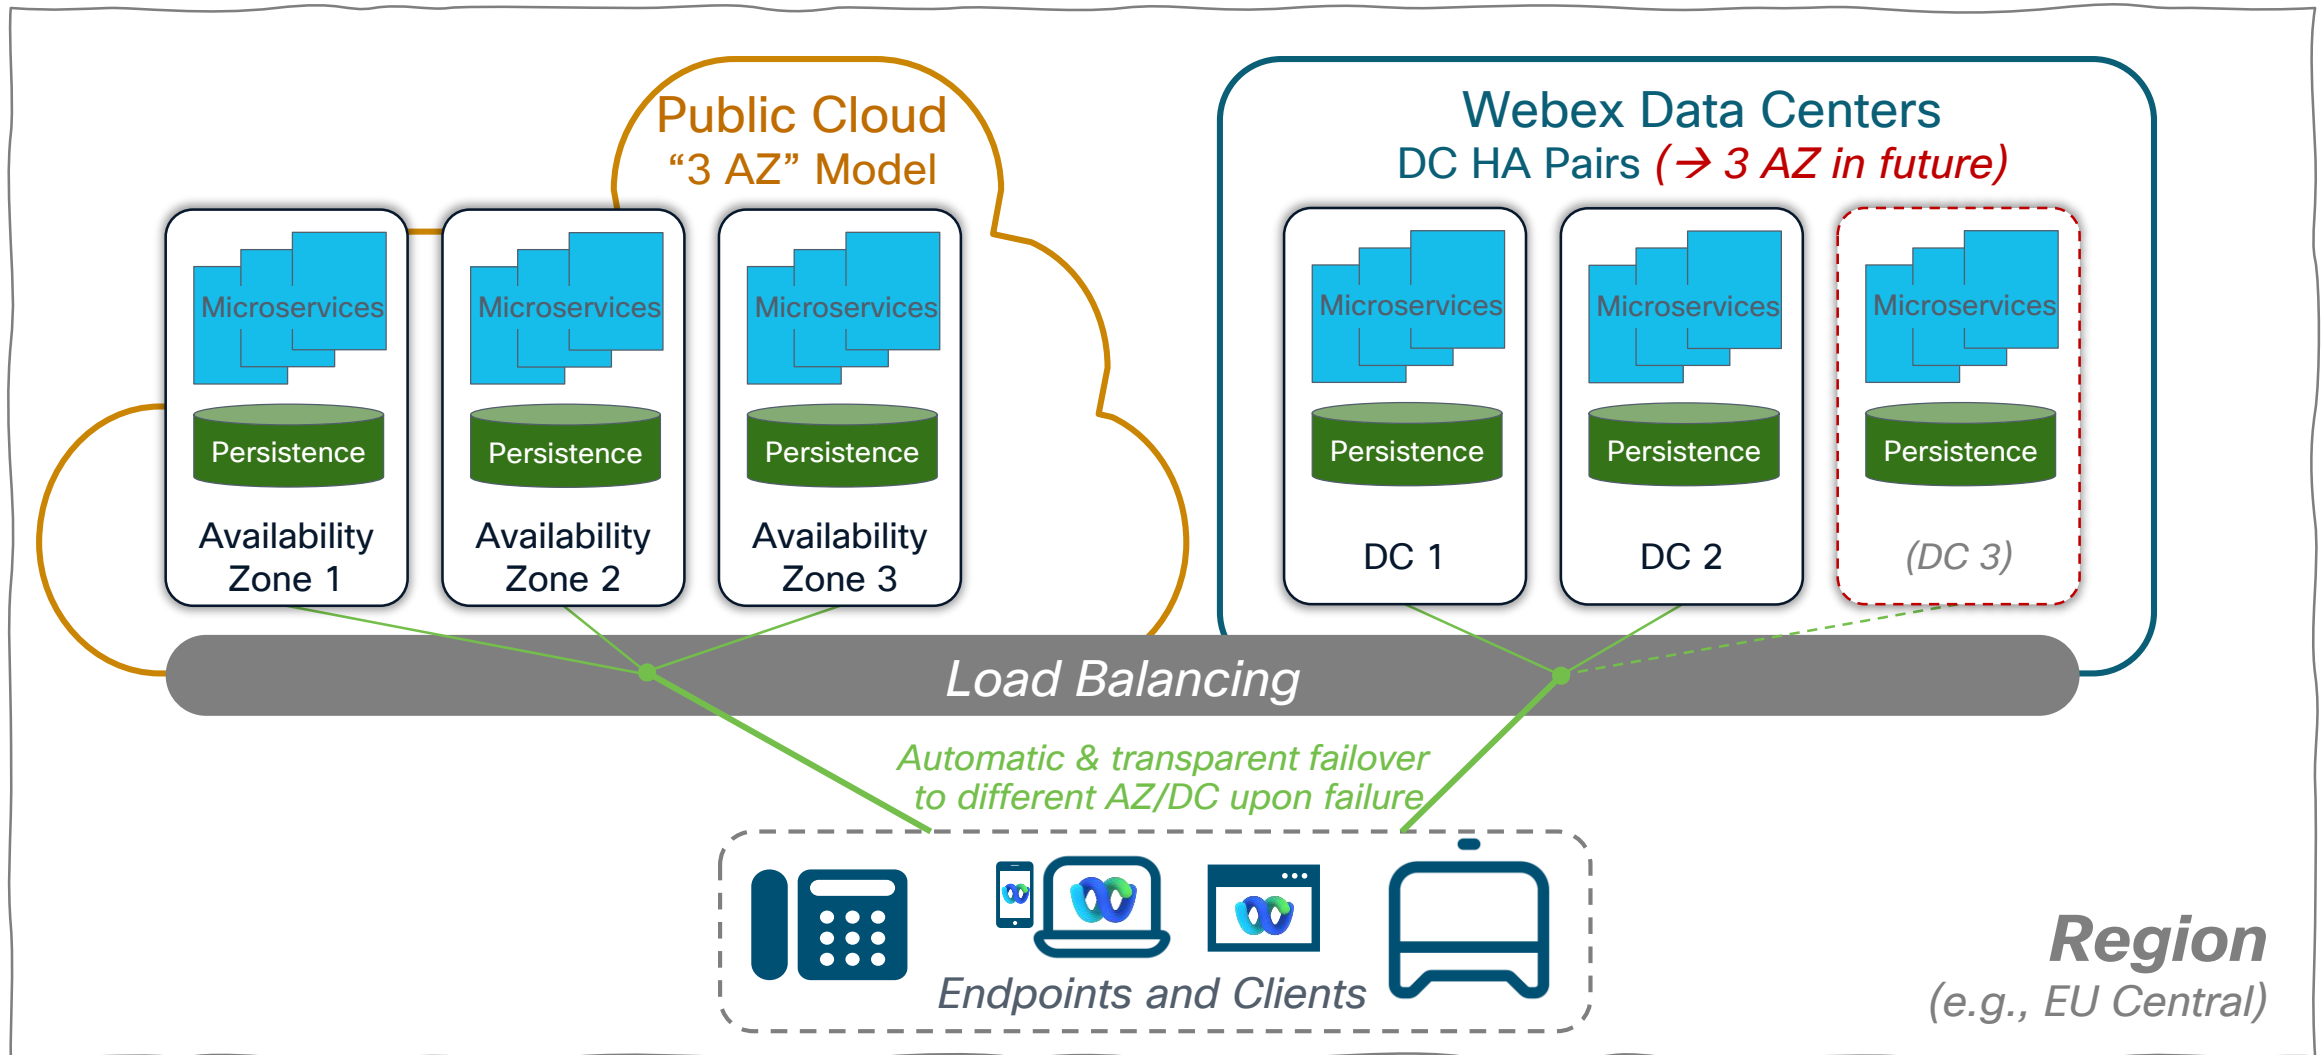 Public Cloud
“3 AZ” Model
Webex Data Centers
DC HA Pairs (→ 3 AZ in future)
Microservices
Persistence
Availability
Zone 1
Microservices
Persistence
Availability
Zone 2
Microservices
Persistence
Availability
Zone 3
Microservices
Persistence
DC 1
Microservices
Persistence
DC 2
Microservices
Persistence
(DC 3)
Load Balancing
Automatic & transparent failover
to different AZ/DC upon failure
Endpoints and Clients
Region
(e.g., EU Central)